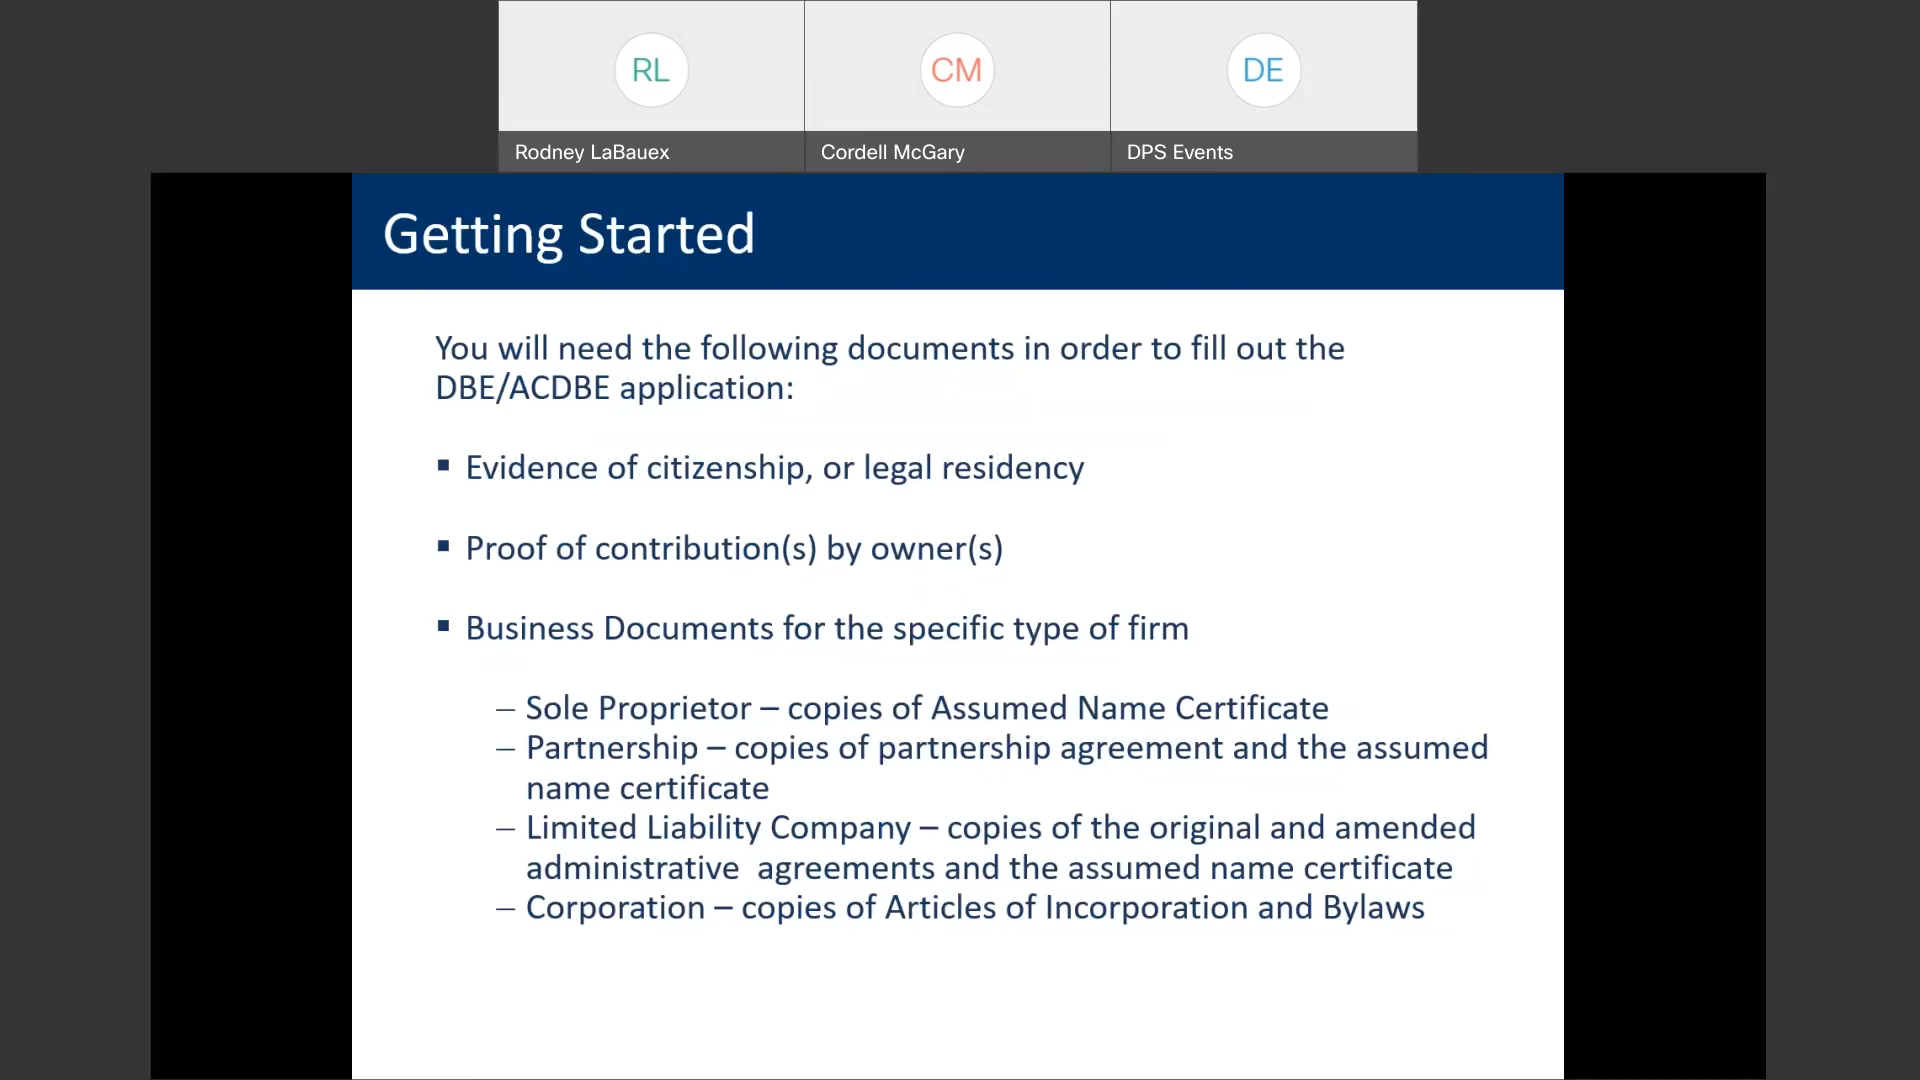 RL
CM
DE
Rodney LaBauex
Cordell McGary
DPS Events
Getting Started
You will need the following documents in order to fill out the
DBE/ACDBE application:
▪ Evidence of citizenship, or legal residency
▪ Proof of contribution(s) by owner(s)
▪ Business Documents for the specific type of firm
– Sole Proprietor – copies of Assumed Name Certificate
– Partnership – copies of partnership agreement and the assumed
name certificate
– Limited Liability Company – copies of the original and amended
administrative  agreements and the assumed name certificate
– Corporation – copies of Articles of Incorporation and Bylaws